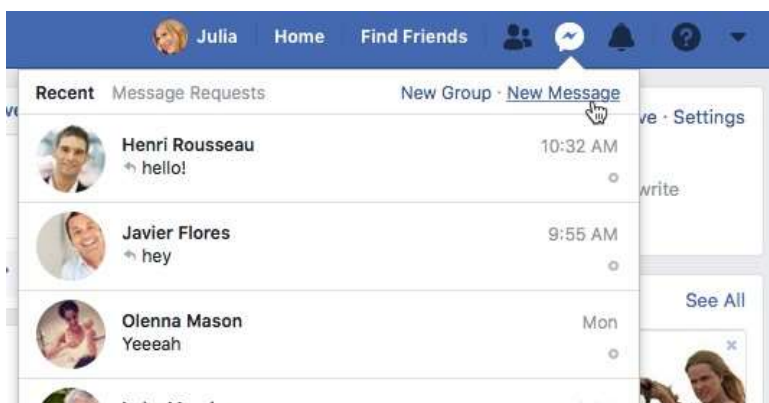 Julia Home Find Friends
Recent Message Requests New Group · New Message
ve · Settings
Henri Rousseau 10:32 AM
hello!
write
Javier Flores 9:55 AM
hey
See All
Olenna Mason Mon
Yeeeah